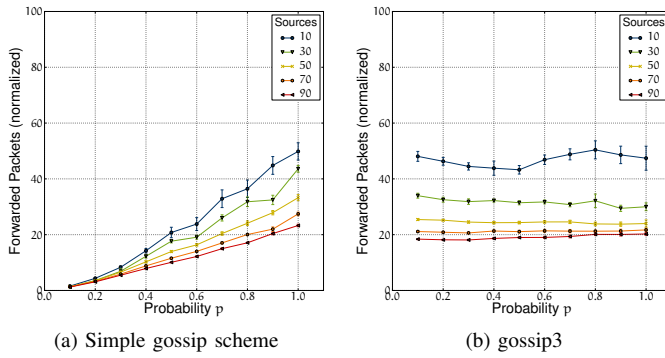 Forwarded Packets (normalized)
100
80
60
40
20
0
0.0 0.2 0.4 0.6 0.8 1.0
Probability p
Sources
10
30
50
70
90
(a) Simple gossip scheme
Forwarded Packets (normalized)
100
80
60
40
20
0
0.0 0.2 0.4 0.6 0.8 1.0
Probability p
Sources
10
30
50
70
90
(b) gossip3